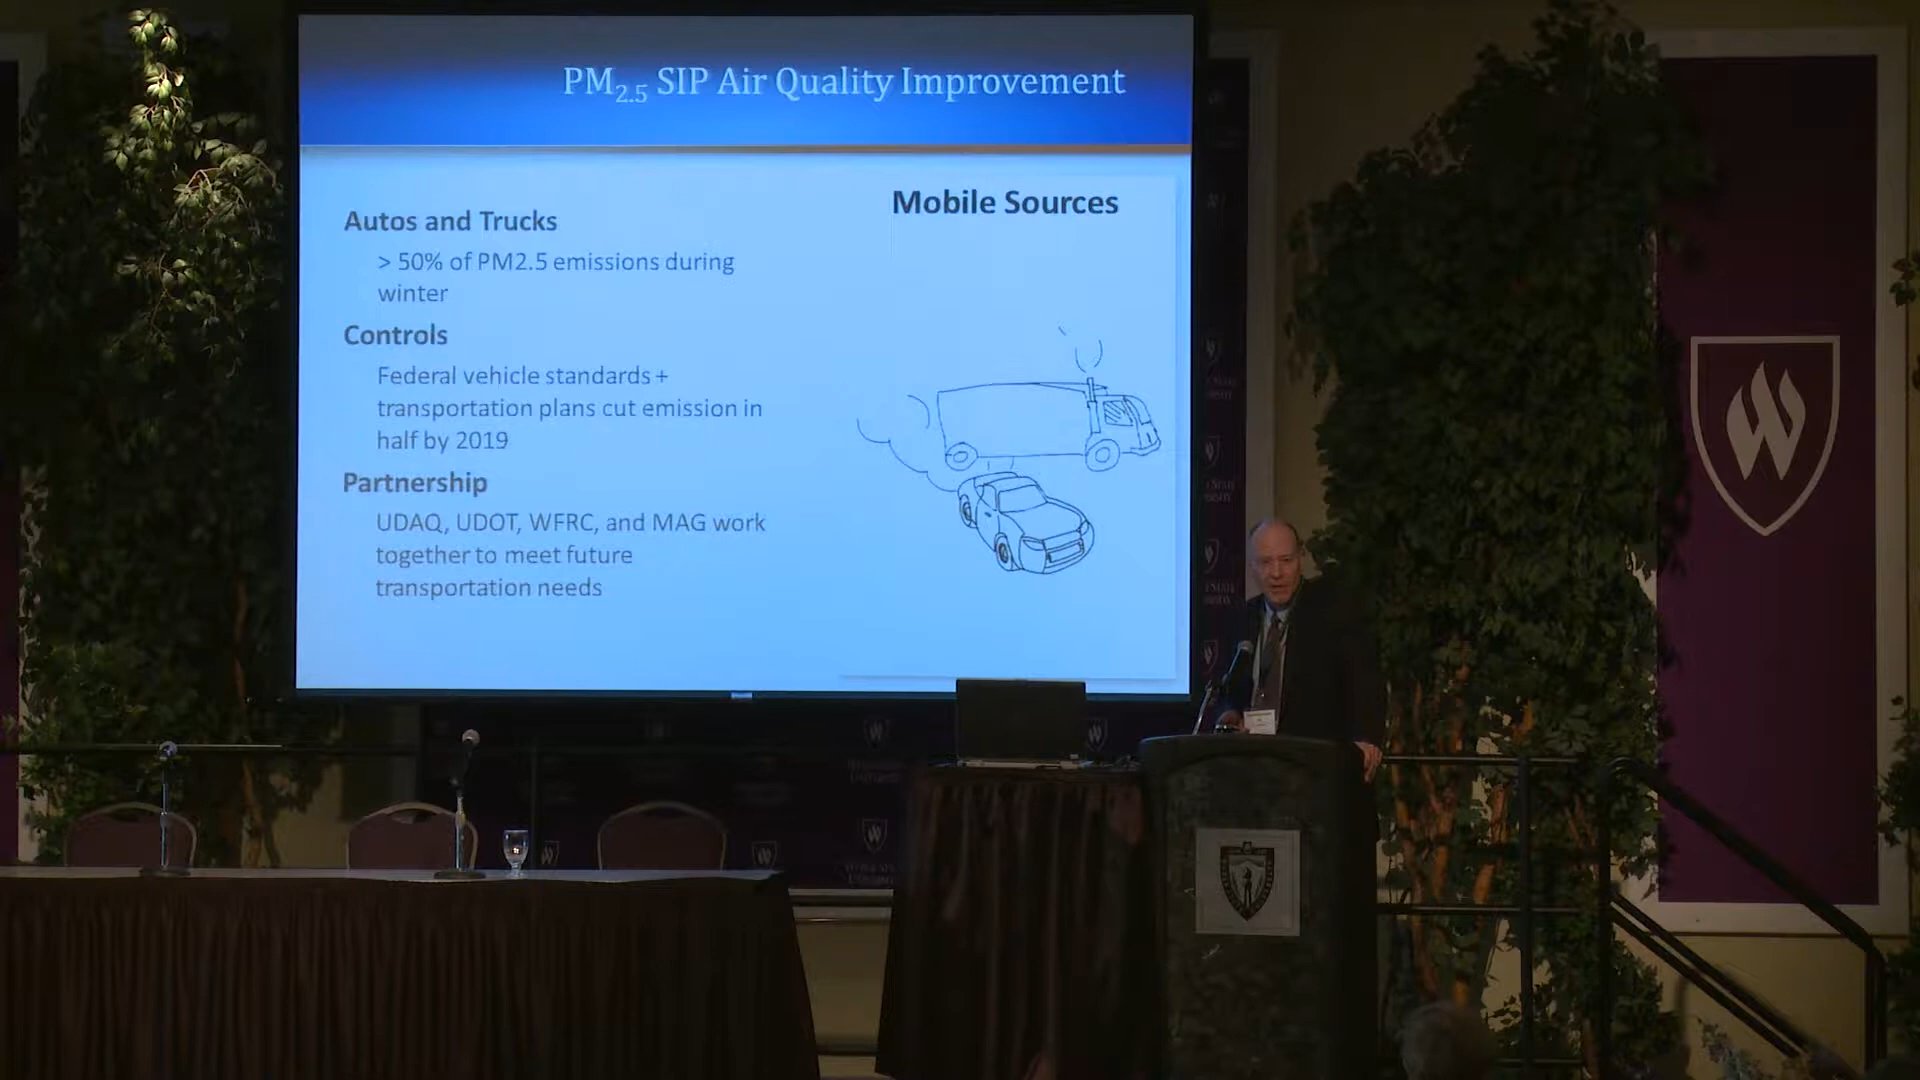 PM2.5 SIP Air Quality Improvement
Mobile Sources
Autos and Trucks
> 50% of PM2.5 emissions during
winter
Controls
Federal vehicle standards +
transportation plans cut emission in
half by 2019
Partnership
UDAQ, UDOT, WFRC, and MAG work
together to meet future
transportation needs
W